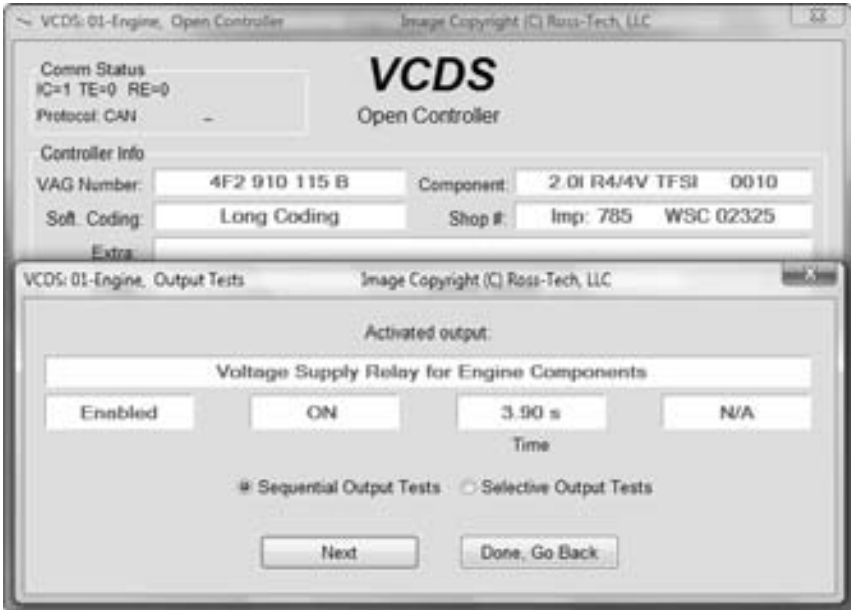 VCDS: 01-Engine, Open Controller Image Copyright (C) Ross-Tech, LLC
Comm Status
IC=1 TE=0 RE=0
Protocol: CAN
VCDS
Open Controller
Controller Info
VAG Number: 4F2 910 115 B Component: 2.0l R4/4V TFSI 0010
Soft. Coding: Long Coding Shop #: Imp: 785 WSC 02325
Extra:
VCDS: 01-Engine, Output Tests Image Copyright (C) Ross-Tech, LLC
Activated output:
Voltage Supply Relay for Engine Components
Enabled ON 3.90 s N/A
Time
Sequential Output Tests Selective Output Tests
Next Done, Go Back